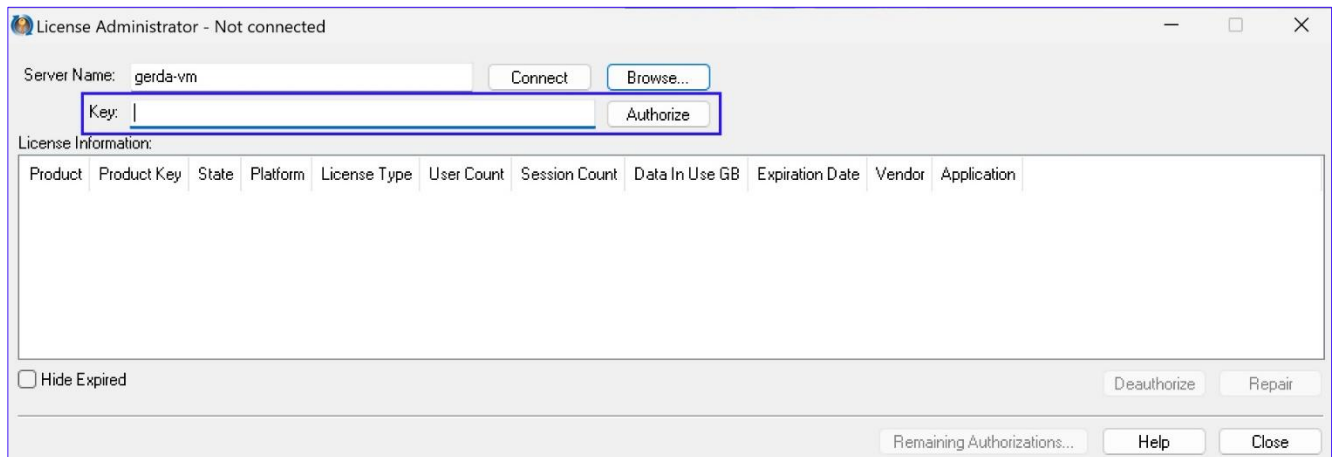 License Administrator - Not connected
Server Name: gerda-vm Connect Browse...
Key: Authorize
License Information:
Product Product Key State Platform License Type User Count Session Count Data In Use GB Expiration Date Vendor Application
Hide Expired Deauthorize Repair
Remaining Authorizations... Help Close